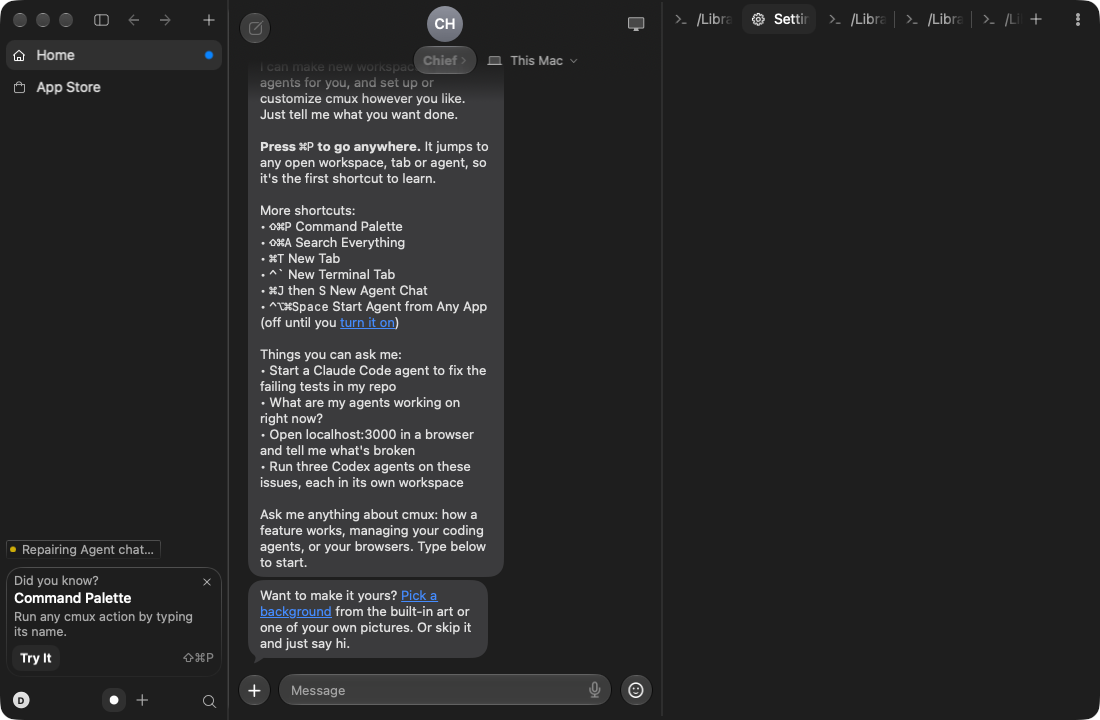 CH
Chief
This Mac
/Libra
Settin
/Libra
/Libra
/Li
Home
App Store
I can make new workspac
agents for you, and set up or
customize cmux however you like.
Just tell me what you want done.
Press ⌘P to go anywhere. It jumps to
any open workspace, tab or agent, so
it's the first shortcut to learn.
More shortcuts:
• ⇧⌘P Command Palette
• ⇧⌘A Search Everything
• ⌘T New Tab
• ^` New Terminal Tab
• ⌘J then S New Agent Chat
• ^⌥⌘Space Start Agent from Any App
(off until you turn it on)
Things you can ask me:
• Start a Claude Code agent to fix the
failing tests in my repo
• What are my agents working on
right now?
• Open localhost:3000 in a browser
and tell me what's broken
• Run three Codex agents on these
issues, each in its own workspace
Ask me anything about cmux: how a
feature works, managing your coding
agents, or your browsers. Type below
to start.
Want to make it yours? Pick a
background from the built-in art or
one of your own pictures. Or skip it
and just say hi.
Message
Repairing Agent chat...
Did you know?
Command Palette
Run any cmux action by typing
its name.
Try It
⇧⌘P
D